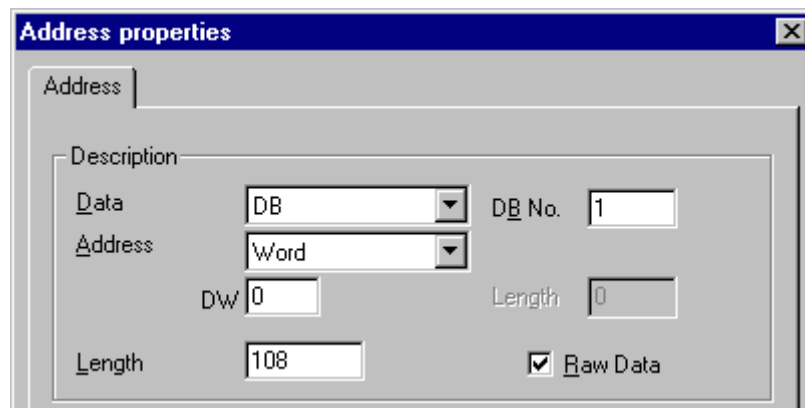 Address properties
Address
Description
Data DB DB No. 1
Address Word
DW 0 Length 0
Length 108 Raw Data